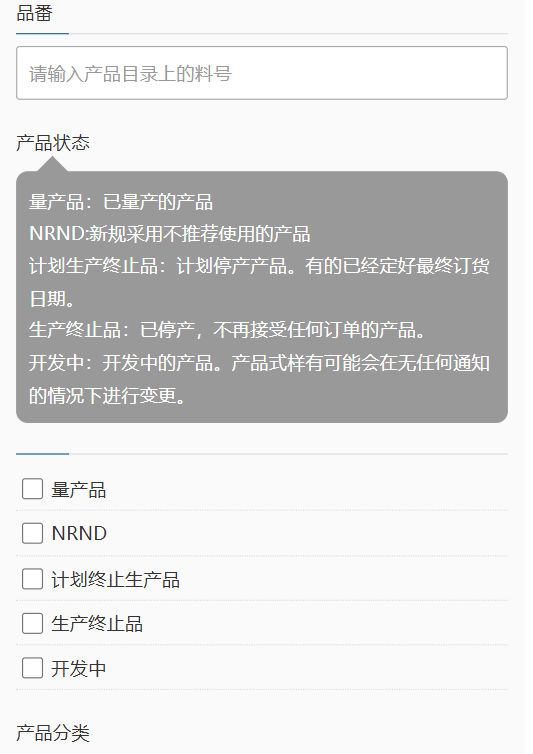 品番
请输入产品目录上的料号
产品状态
量产品：已量产的产品
NRND:新规采用不推荐使用的产品
计划生产终止品：计划停产产品。有的已经定好最终订货
日期。
生产终止品：已停产，不再接受任何订单的产品。
开发中：开发中的产品。产品式样有可能会在无任何通知
的情况下进行变更。
量产品
NRND
计划终止生产品
生产终止品
开发中
产品分类